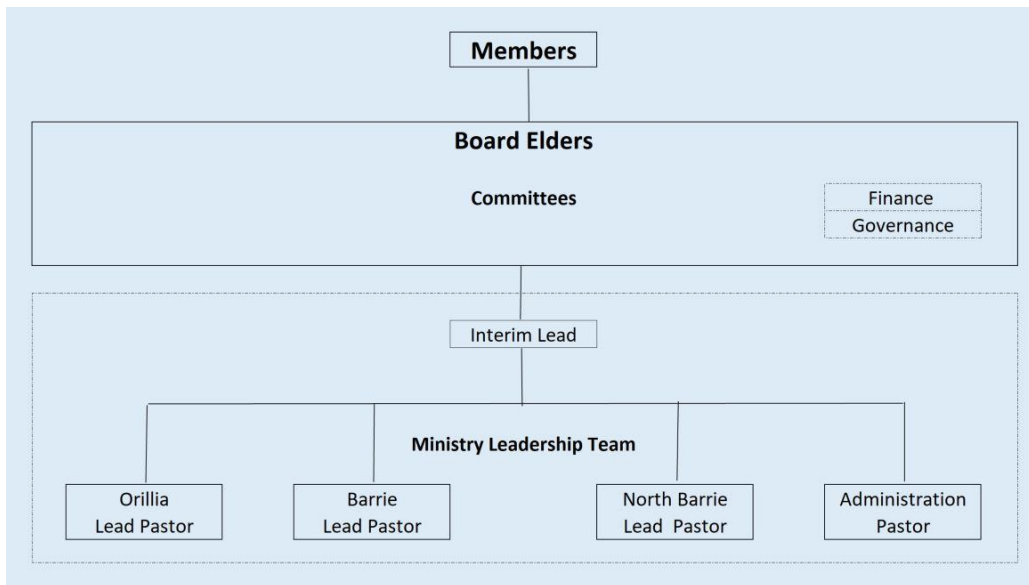 Members
Board Elders
Committees
Finance
Governance
Interim Lead
Ministry Leadership Team
Orillia
Lead Pastor
Barrie
Lead Pastor
North Barrie
Lead  Pastor
Administration
Pastor